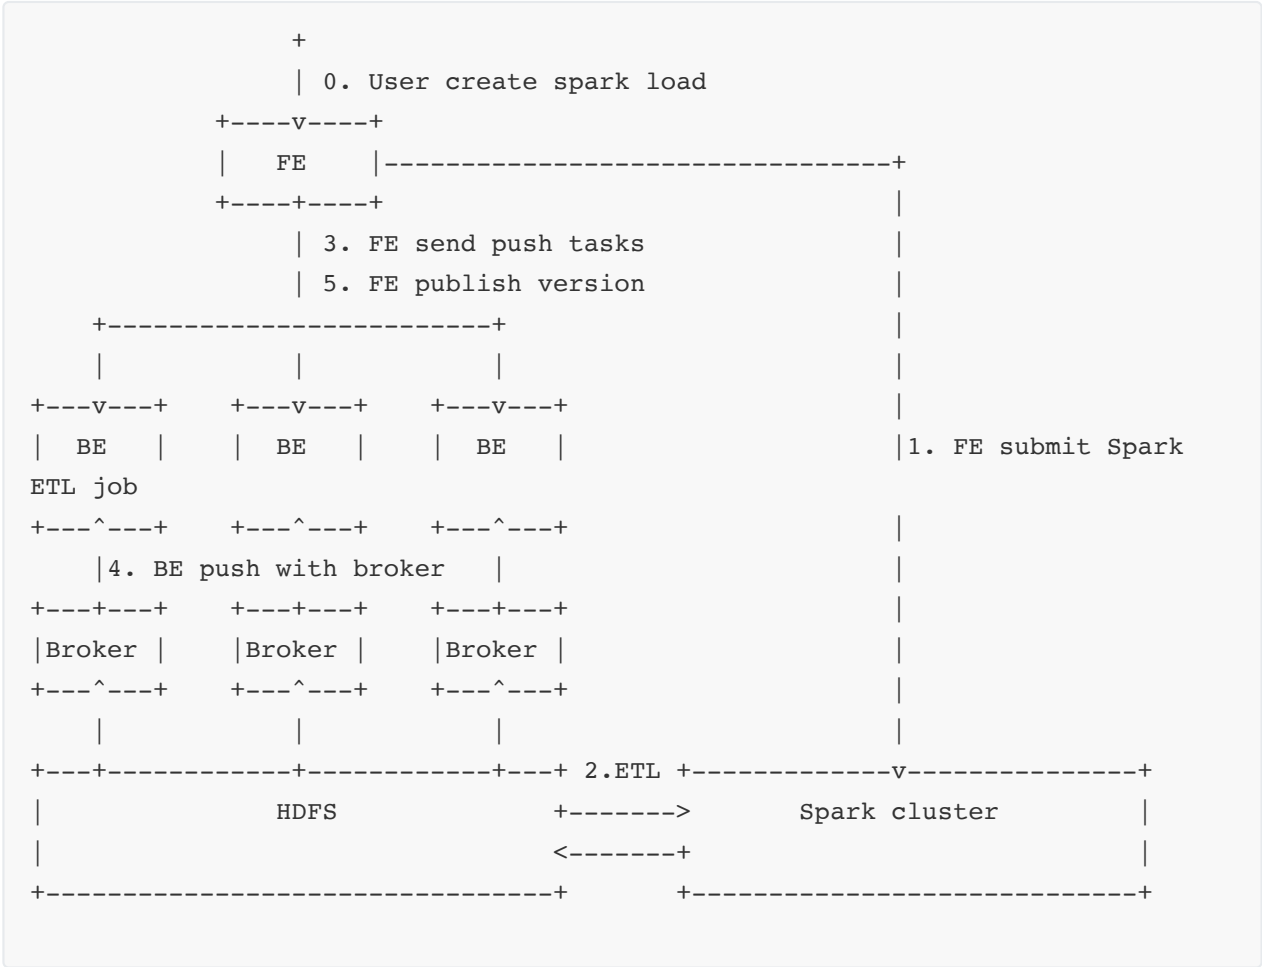 +
                 | 0. User create spark load
            +----v----+
            |   FE    |---------------------------------+
            +----+----+                                 |
                 | 3. FE send push tasks                |
                 | 5. FE publish version                |
    +-------------------------+                         |
    |            |            |                         |
+---v---+    +---v---+    +---v---+                     |
|  BE   |    |  BE   |    |  BE   |                     |1. FE submit Spark
ETL job
+---^---+    +---^---+    +---^---+                     |
    |4. BE push with broker   |                         |
+---+---+    +---+---+    +---+---+                     |
|Broker |    |Broker |    |Broker |                     |
+---^---+    +---^---+    +---^---+                     |
    |            |            |                         |
+---+------------+------------+---+ 2.ETL +-------------v---------------+
|               HDFS              +------->       Spark cluster         |
|                                 <-------+                             |
+---------------------------------+       +-----------------------------+